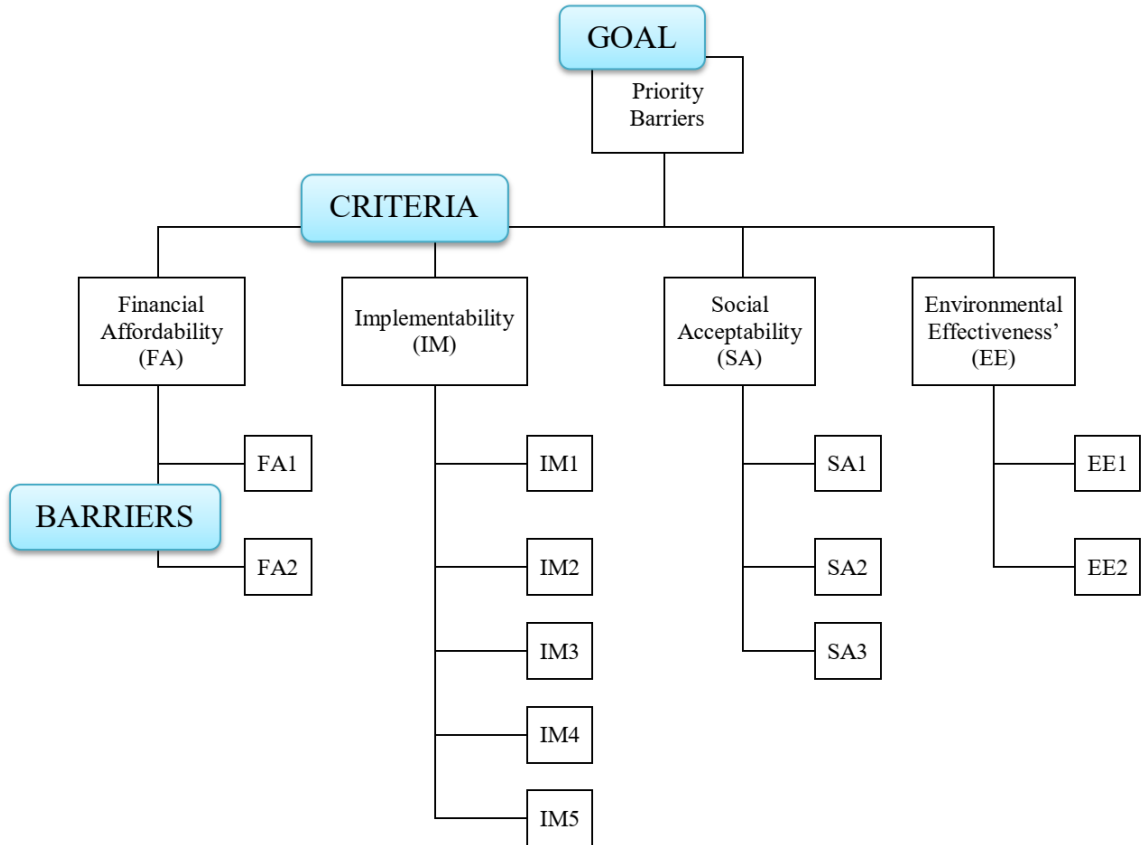 GOAL
Priority
Barriers
CRITERIA
Financial
Affordability
(FA)
Implementability
(IM)
Social
Acceptability
(SA)
Environmental
Effectiveness’
(EE)
FA1
IM1
SA1
EE1
BARRIERS
FA2
IM2
SA2
EE2
IM3
SA3
IM4
IM5